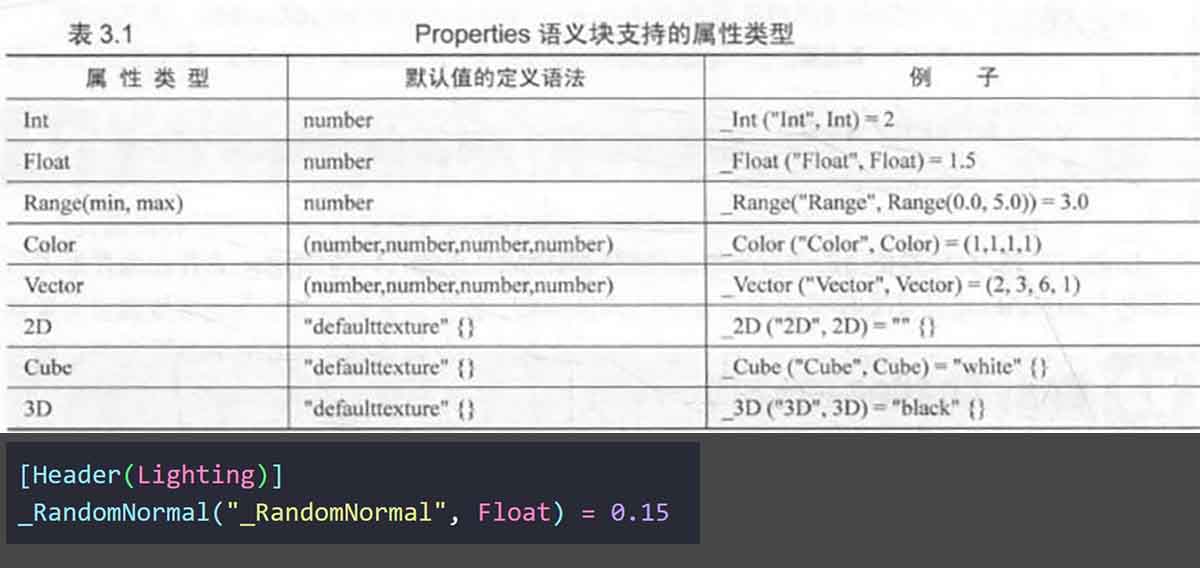 表 3.1 Properties 语义块支持的属性类型
属 性 类 型 默认值的定义语法 例 子
Int number _Int ("Int", Int) = 2
Float number _Float ("Float", Float) = 1.5
Range(min, max) number _Range("Range", Range(0.0, 5.0)) = 3.0
Color (number,number,number,number) _Color ("Color", Color) = (1,1,1,1)
Vector (number,number,number,number) _Vector ("Vector", Vector) = (2, 3, 6, 1)
2D "defaulttexture" {} _2D ("2D", 2D) = "" {}
Cube "defaulttexture" {} _Cube ("Cube", Cube) = "white" {}
3D "defaulttexture" {} _3D ("3D", 3D) = "black" {}
[Header(Lighting)]
_RandomNormal("_RandomNormal", Float) = 0.15